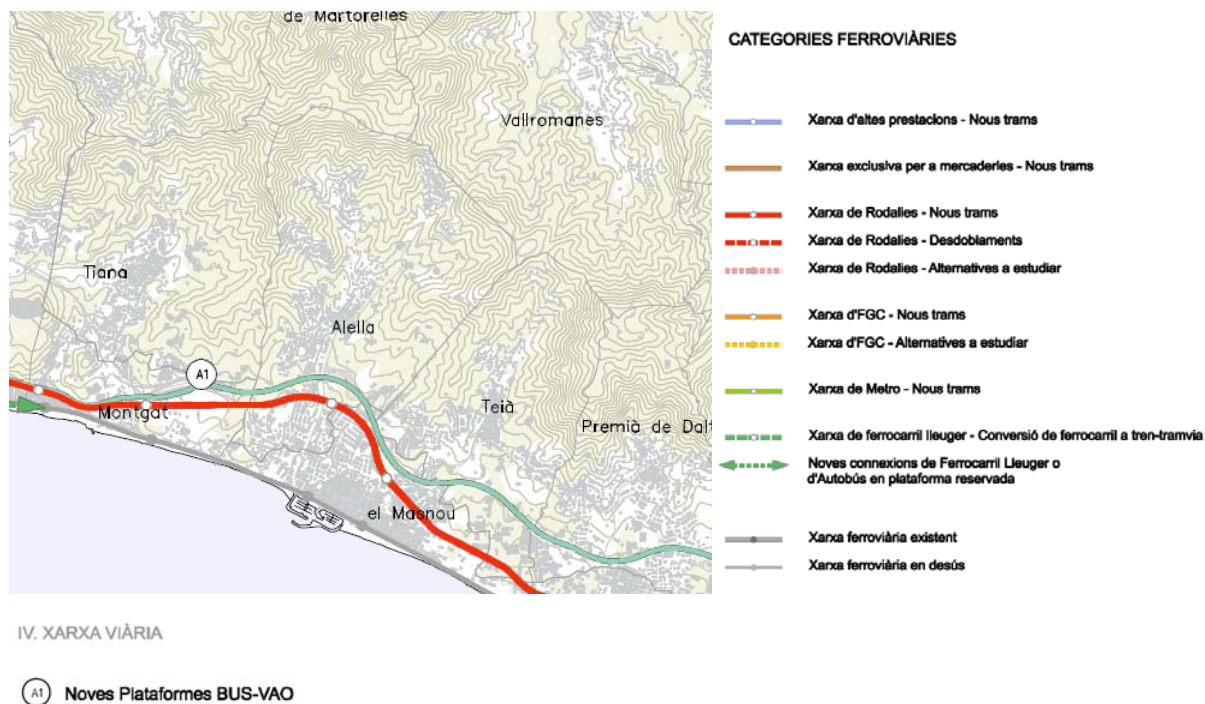 de Martorelles
Vallromanes
Tiana
Alella
A1
Montgat
Teià
Premià de Dalt
el Masnou
CATEGORIES FERROVIÀRIES
Xarxa d'altes prestacions - Nous trams
Xarxa exclusiva per a mercaderies - Nous trams
Xarxa de Rodalies - Nous trams
Xarxa de Rodalies - Desdoblaments
Xarxa de Rodalies - Alternatives a estudiar
Xarxa d'FGC - Nous trams
Xarxa d'FGC - Alternatives a estudiar
Xarxa de Metro - Nous trams
Xarxa de ferrocarril lleuger - Conversió de ferrocarril a tren-tramvia
Noves connexions de Ferrocarril Lleuger o
d'Autobús en plataforma reservada
Xarxa ferroviària existent
Xarxa ferroviària en desús
IV. XARXA VIÀRIA
A1 Noves Plataformes BUS-VAO